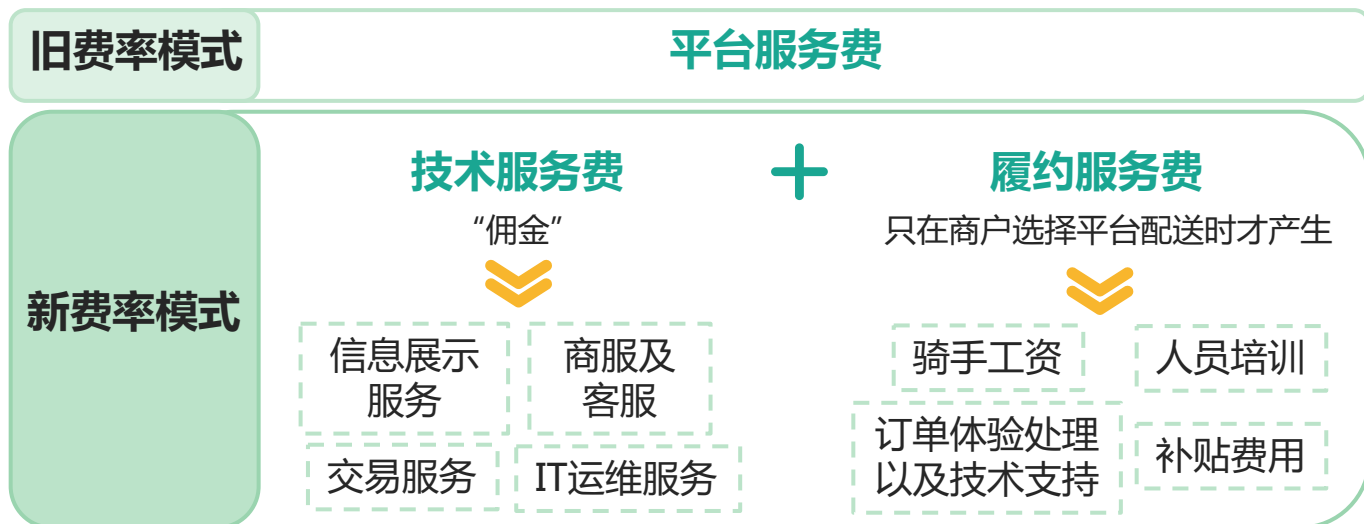 旧费率模式
平台服务费
新费率模式
技术服务费
+
履约服务费
“佣金”
只在商户选择平台配送时才产生
信息展示
服务
商服及
客服
交易服务
IT运维服务
骑手工资
人员培训
订单体验处理
以及技术支持
补贴费用